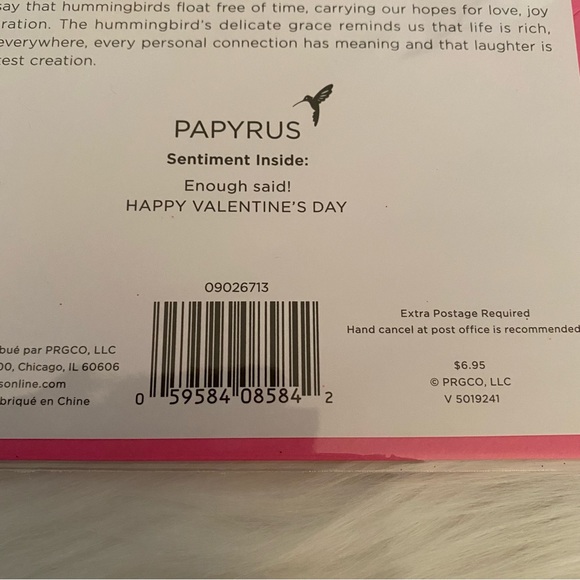 say that hummingbirds float free of time, carrying our hopes for love, joy
ration. The hummingbird's delicate grace reminds us that life is rich,
everywhere, every personal connection has meaning and that laughter is
est creation.
PAPYRUS
Sentiment Inside:
Enough said!
HAPPY VALENTINE'S DAY
09026713
0 59584 08584 2
bué par PRGCO, LLC
00, Chicago, IL 60606
sonline.com
briqué en Chine
Extra Postage Required
Hand cancel at post office is recommended
$6.95
© PRGCO, LLC
V 5019241